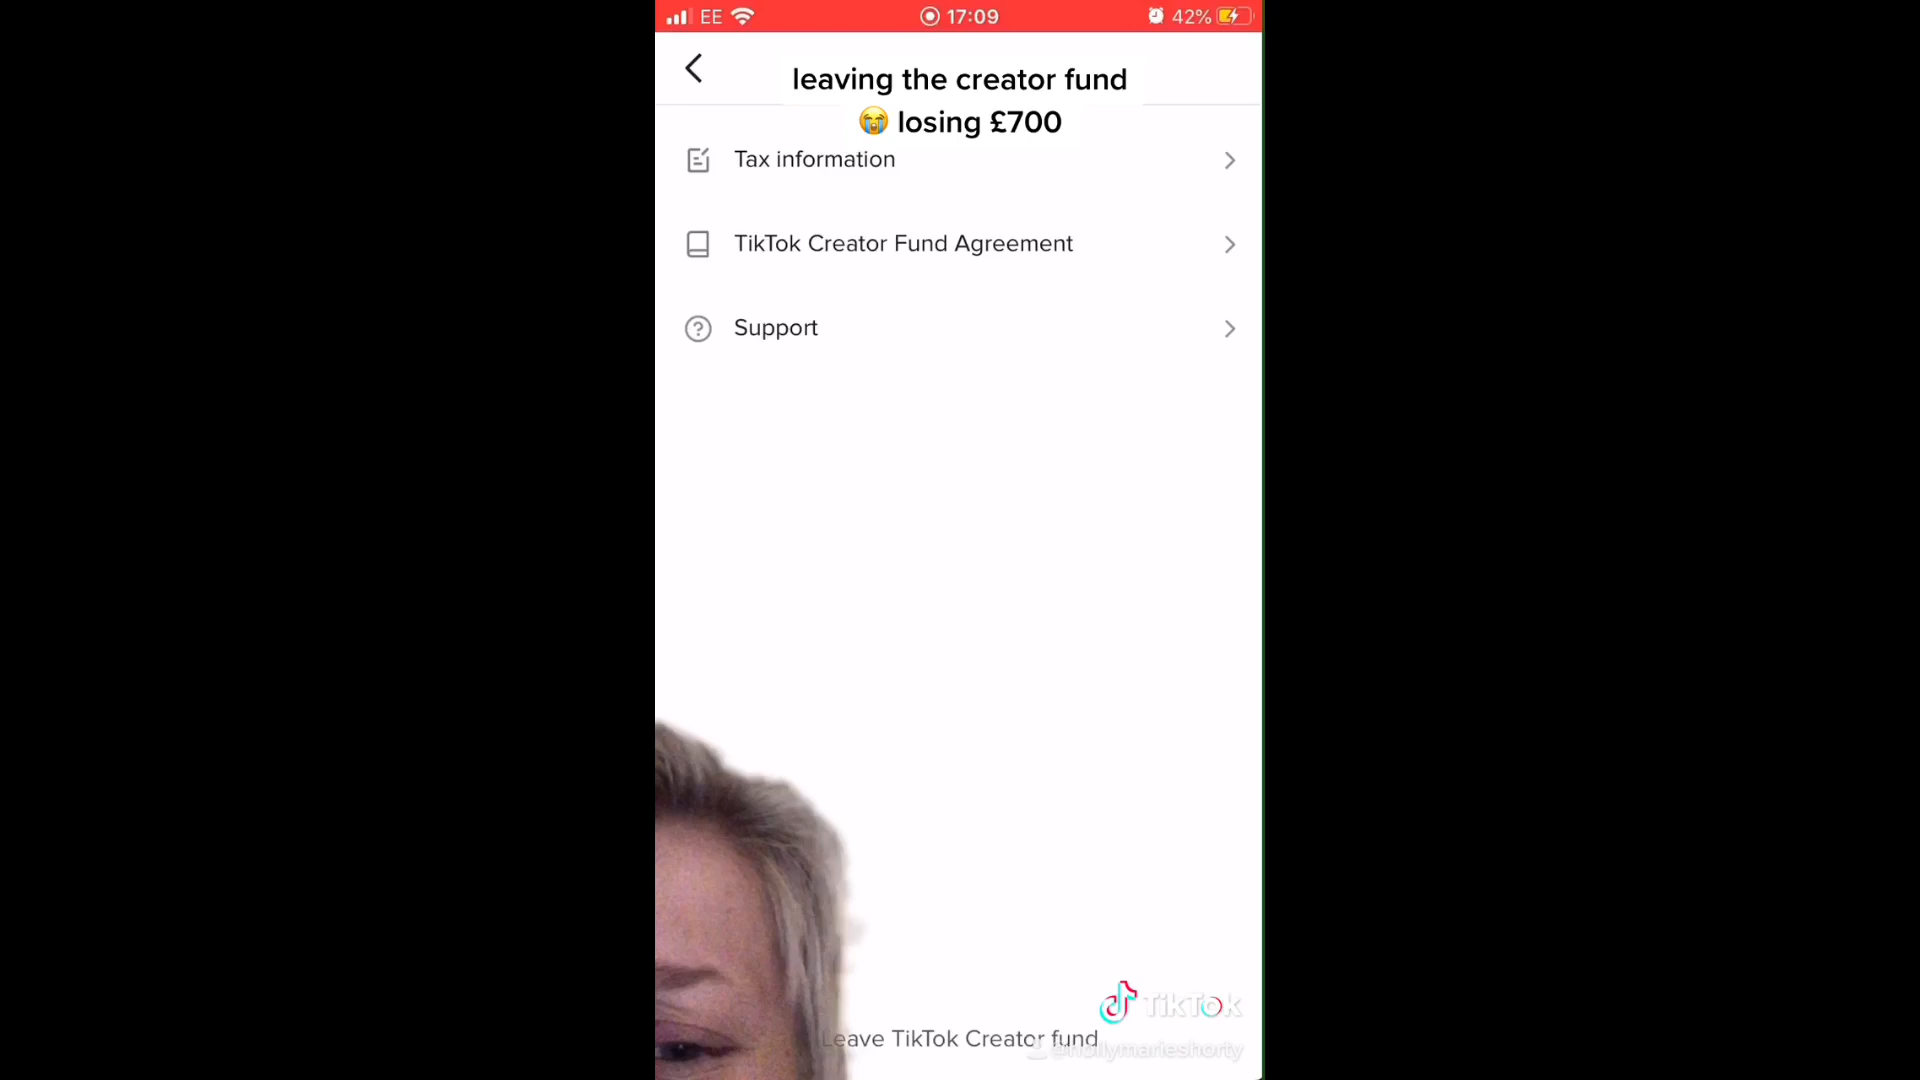 EE 17:09 42%
leaving the creator fund
😭 losing £700
Tax information
TikTok Creator Fund Agreement
Support
TikTok
Leave TikTok Creator fund
@hollymarieshorty